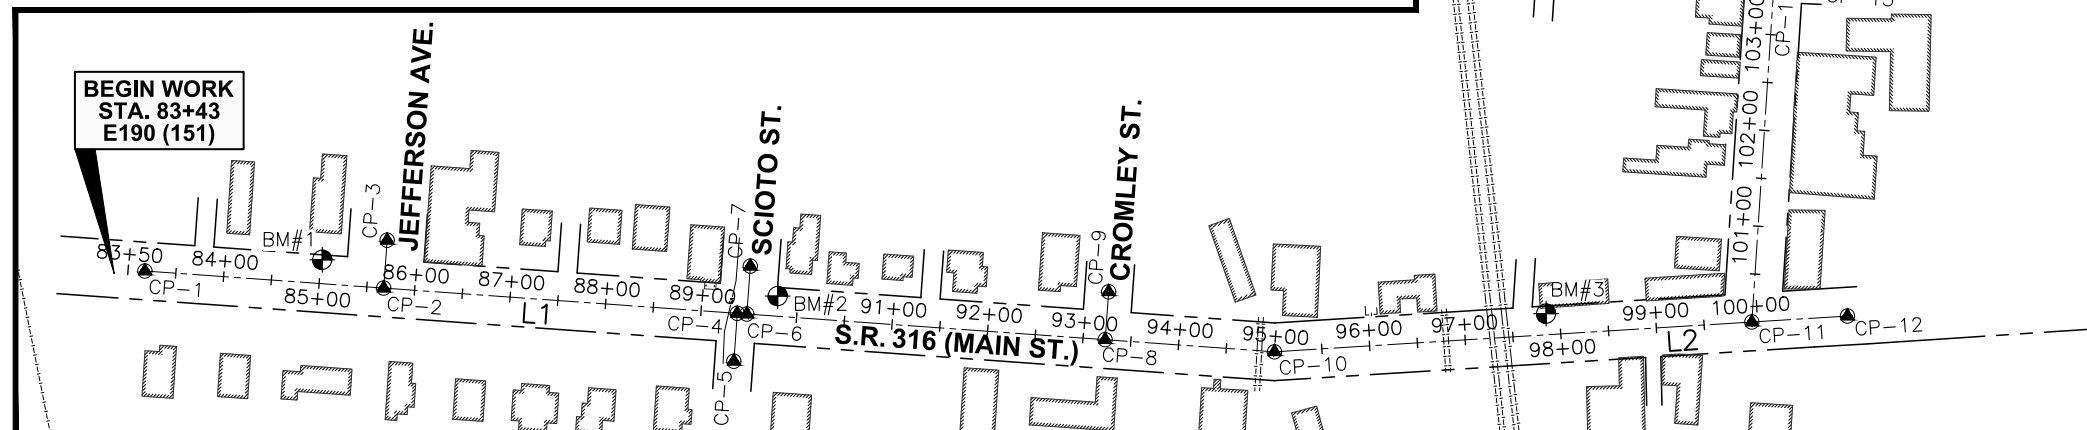 BEGIN WORK
STA. 83+43
E190 (151)
JEFFERSON AVE.
SCIOTO ST.
CROMLEY ST.
CP-3
CP-7
CP-9
BM#1
BM#2
BM#3
83+50
84+00
85+00
86+00
87+00
88+00
89+00
91+00
92+00
93+00
94+00
95+00
96+00
97+00
98+00
99+00
100+00
101+00
102+00
103+00
CP-1
CP-2
L1
CP-4
CP-6
CP-5
S.R. 316 (MAIN ST.)
CP-8
CP-10
L2
CP-11
CP-12